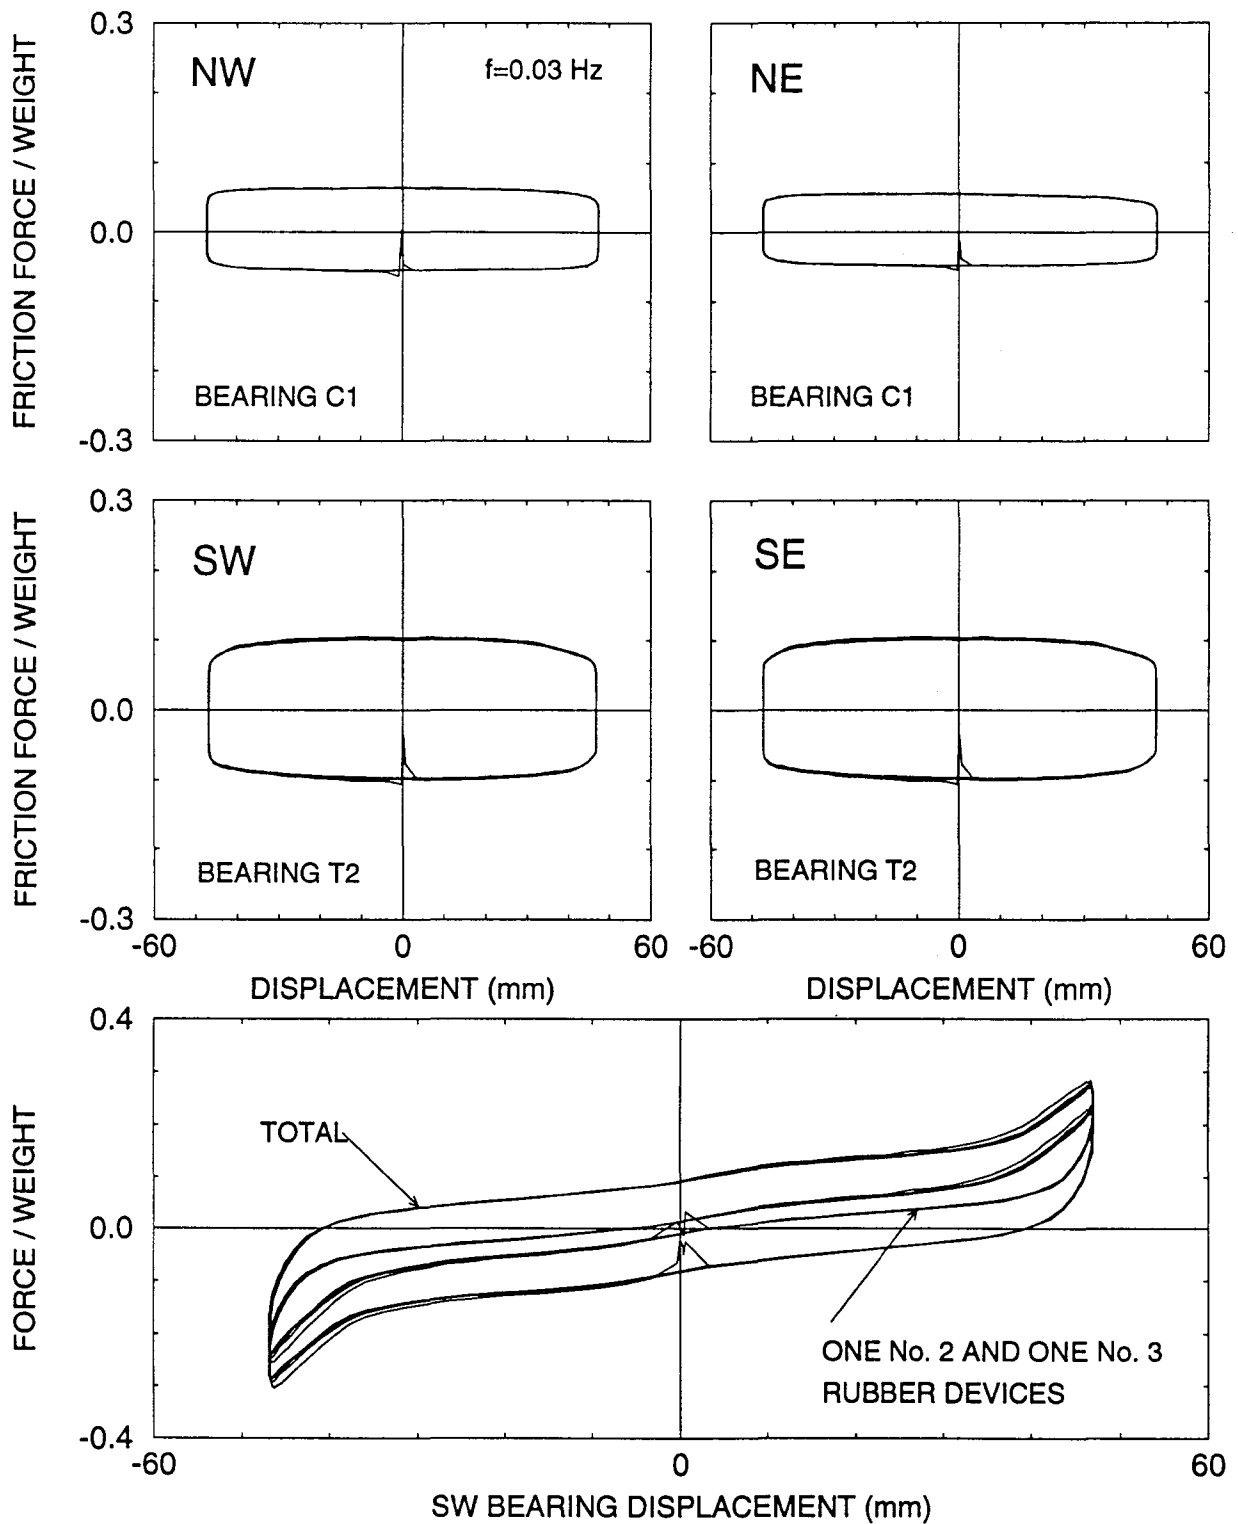 0.3
NW
f=0.03 Hz
NE
FRICTION FORCE / WEIGHT
0.0
BEARING C1
BEARING C1
-0.3
0.3
SW
SE
FRICTION FORCE / WEIGHT
0.0
BEARING T2
BEARING T2
-0.3
-60 0 60 -60 0 60
DISPLACEMENT (mm)
DISPLACEMENT (mm)
0.4
TOTAL
FORCE / WEIGHT
0.0
ONE No. 2 AND ONE No. 3
RUBBER DEVICES
-0.4
-60 0 60
SW BEARING DISPLACEMENT (mm)